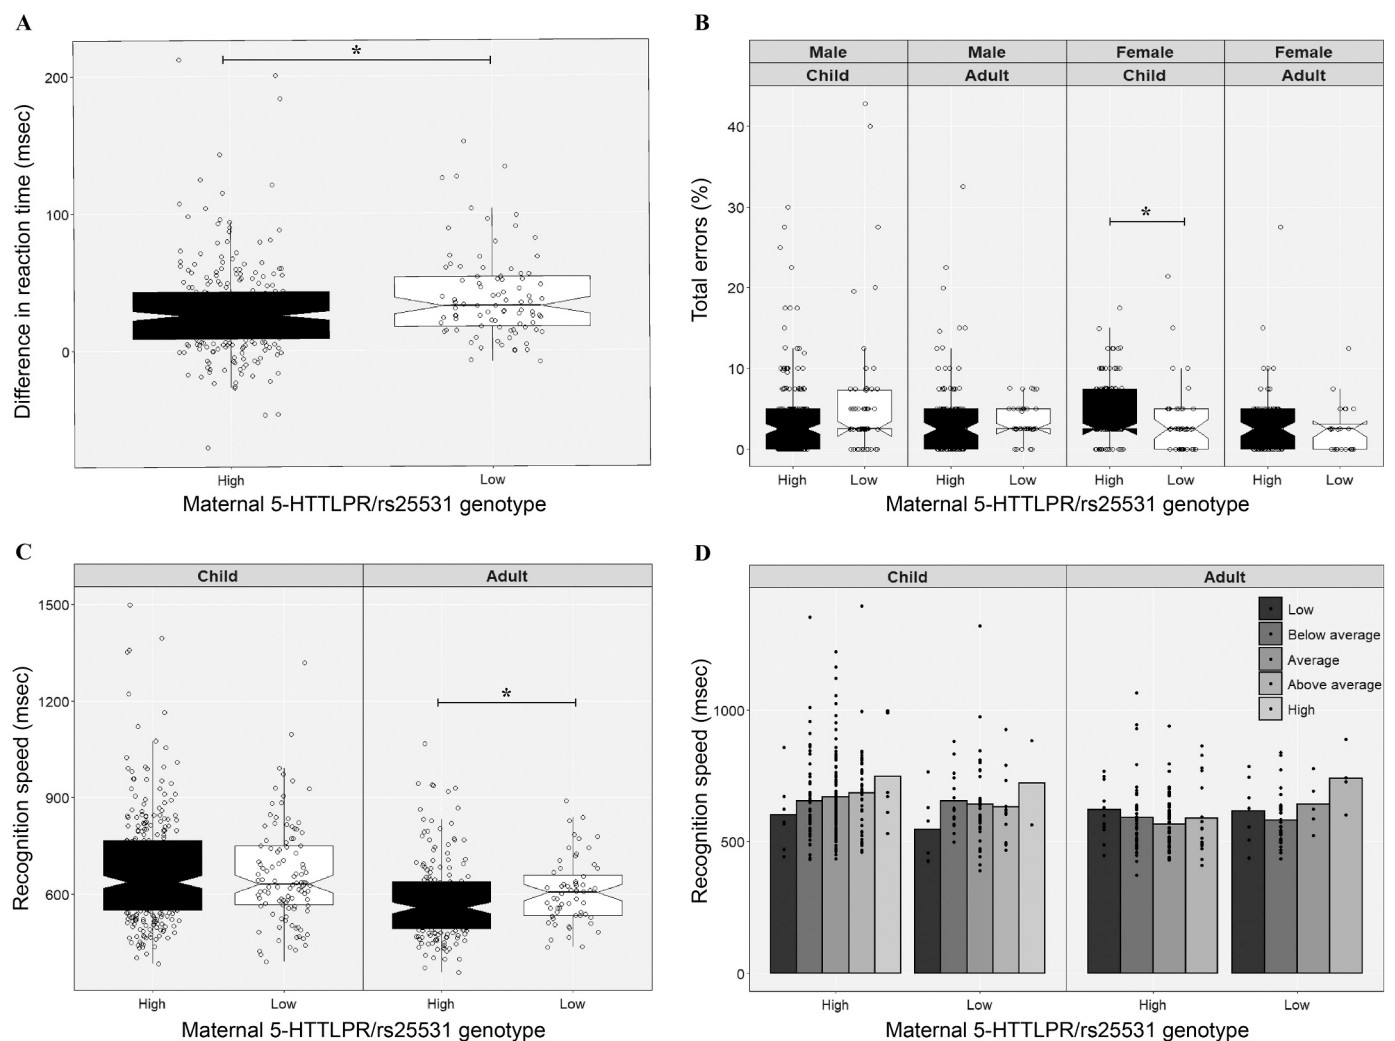 A
*
200
100
0
Difference in reaction time (msec)
High
Low
Maternal 5-HTTLPR/rs25531 genotype
B
Male
Male
Female
Female
Child
Adult
Child
Adult
*
40
30
20
10
0
Total errors (%)
High
Low
High
Low
High
Low
High
Low
Maternal 5-HTTLPR/rs25531 genotype
C
Child
Adult
*
1500
1200
900
600
Recognition speed (msec)
High
Low
High
Low
Maternal 5-HTTLPR/rs25531 genotype
D
Child
Adult
Low
Below average
Average
Above average
High
1000
500
0
Recognition speed (msec)
High
Low
High
Low
Maternal 5-HTTLPR/rs25531 genotype